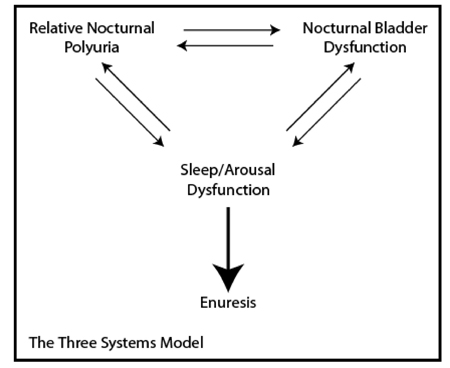 Relative Nocturnal
Polyuria
Nocturnal Bladder
Dysfunction
Sleep/Arousal
Dysfunction
Enuresis
The Three Systems Model